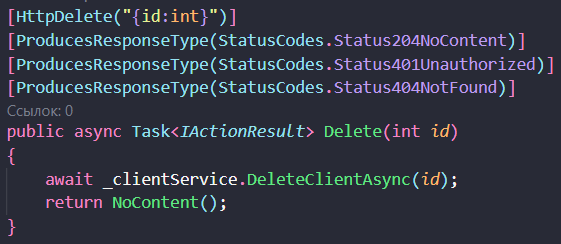 [HttpDelete("{id:int}")]
[ProducesResponseType(StatusCodes.Status204NoContent)]
[ProducesResponseType(StatusCodes.Status401Unauthorized)]
[ProducesResponseType(StatusCodes.Status404NotFound)]
Ссылок: 0
public async Task<IActionResult> Delete(int id)
{
    await _clientService.DeleteClientAsync(id);
    return NoContent();
}